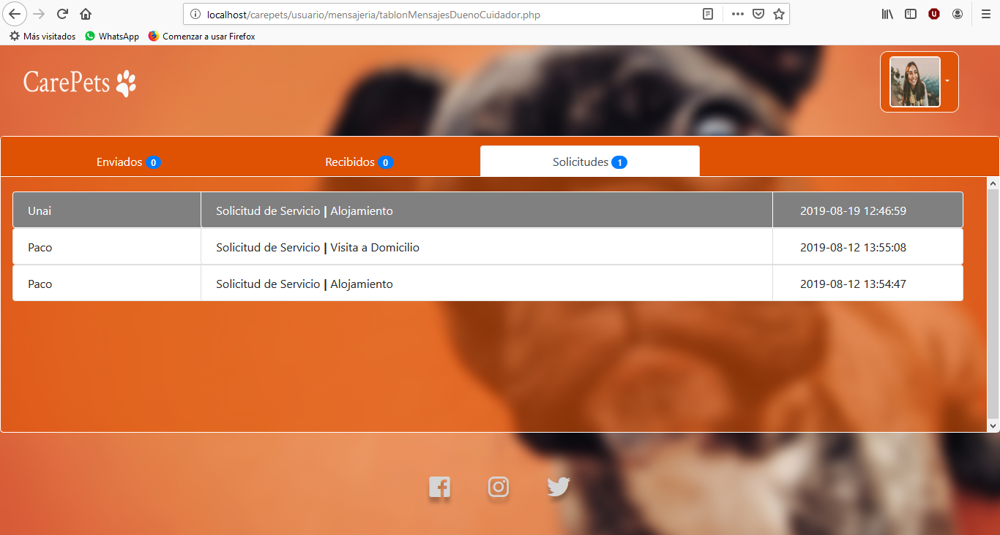 localhost/carepets/usuario/mensajeria/tablonMensajesDuenoCuidador.php
Más visitados WhatsApp Comenzar a usar Firefox
CarePets
Enviados 0 Recibidos 0 Solicitudes 1
Unai Solicitud de Servicio | Alojamiento 2019-08-19 12:46:59
Paco Solicitud de Servicio | Visita a Domicilio 2019-08-12 13:55:08
Paco Solicitud de Servicio | Alojamiento 2019-08-12 13:54:47